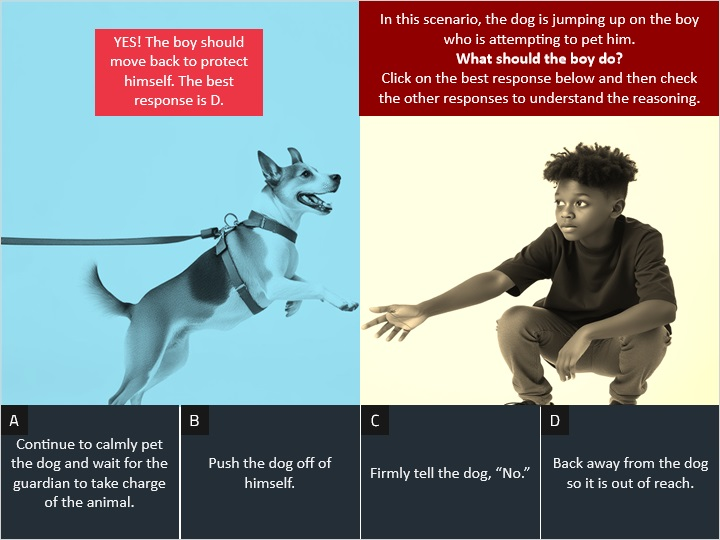 YES! The boy should
move back to protect
himself. The best
response is D.
In this scenario, the dog is jumping up on the boy
who is attempting to pet him.
What should the boy do?
Click on the best response below and then check
the other responses to understand the reasoning.
A
Continue to calmly pet
the dog and wait for the
guardian to take charge
of the animal.
B
Push the dog off of
himself.
C
Firmly tell the dog, “No.”
D
Back away from the dog
so it is out of reach.